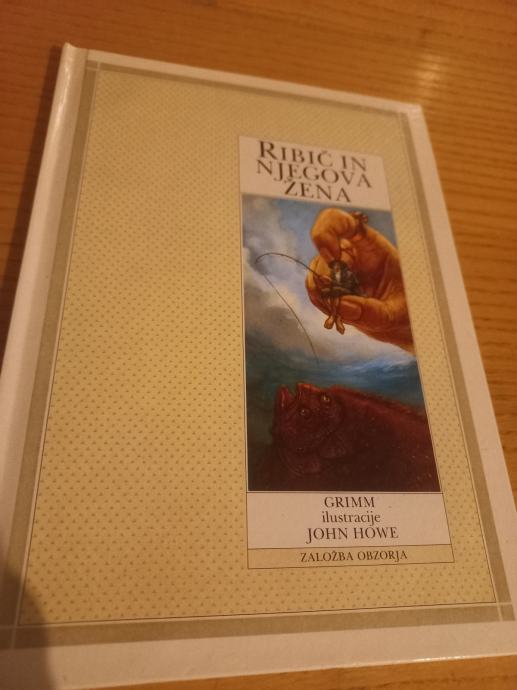 RIBIČ IN
NJEGOVA
ŽENA
GRIMM
ilustracije
JOHN HOWE
ZALOŽBA OBZORJA